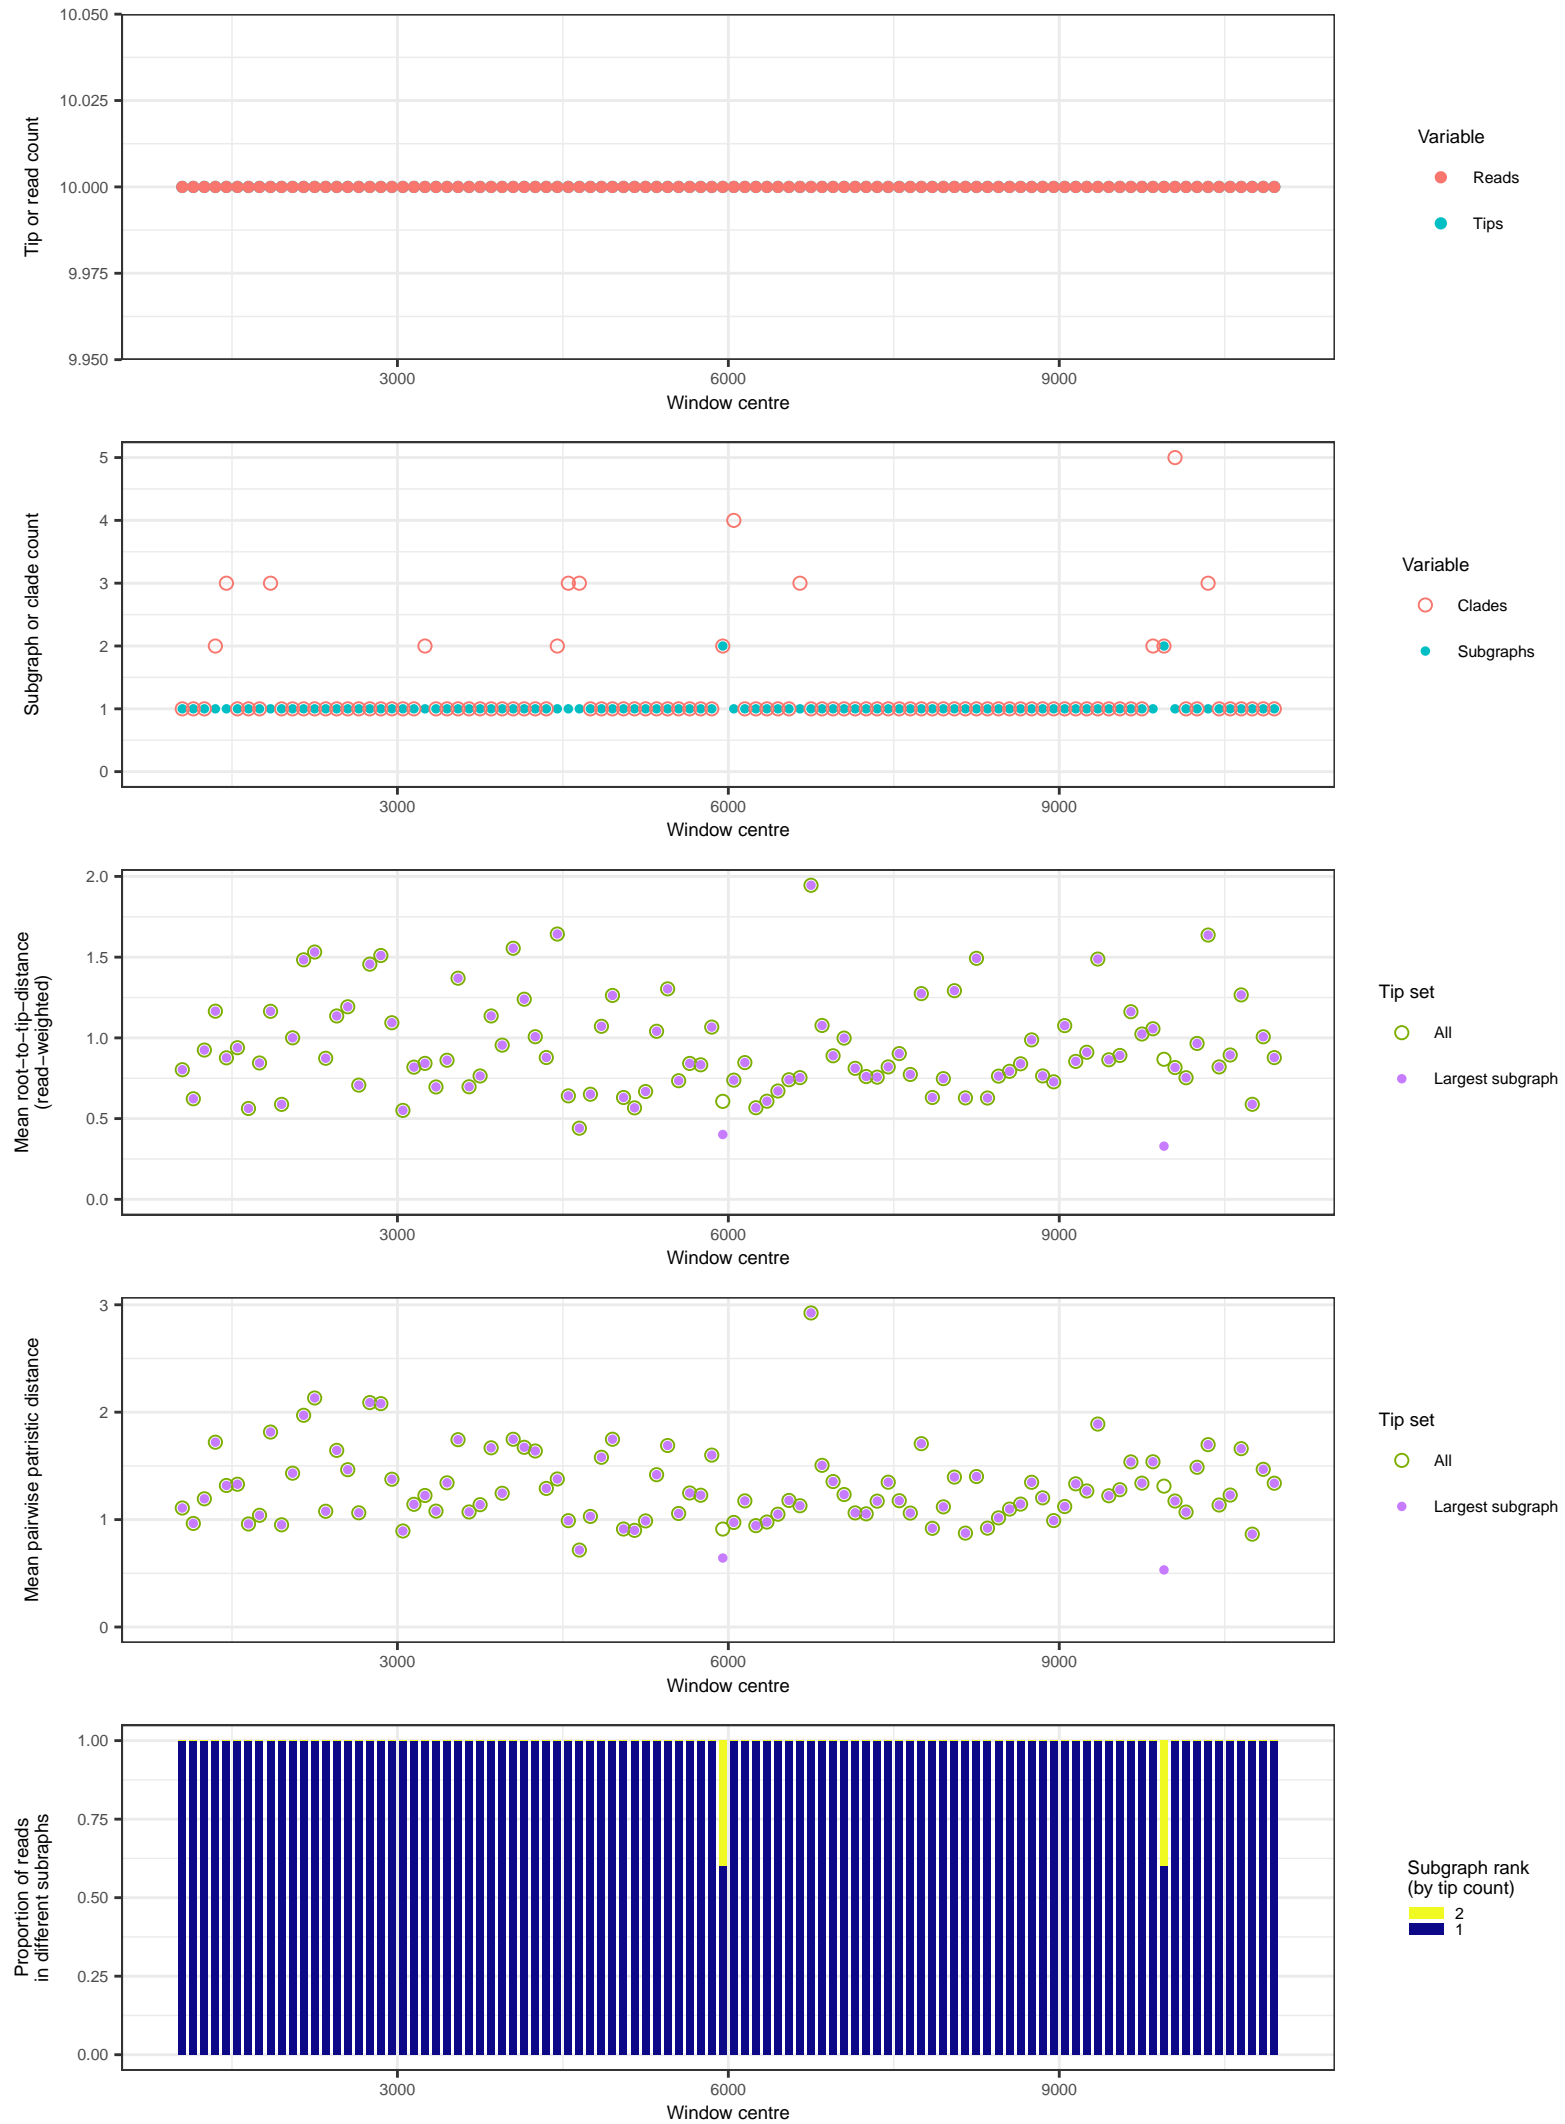 10.050
10.025
10.000
9.975
9.950
Tip or read count
3000 6000 9000
Window centre
Variable
Reads
Tips
5
4
3
2
1
0
Subgraph or clade count
3000 6000 9000
Window centre
Variable
Clades
Subgraphs
2.0
1.5
1.0
0.5
0.0
Mean root−to−tip−distance
(read−weighted)
3000 6000 9000
Window centre
Tip set
All
Largest subgraph
3
2
1
0
Mean pairwise patristic distance
3000 6000 9000
Window centre
Tip set
All
Largest subgraph
1.00
0.75
0.50
0.25
0.00
Proportion of reads
in different subraphs
3000 6000 9000
Window centre
Subgraph rank
(by tip count)
2
1